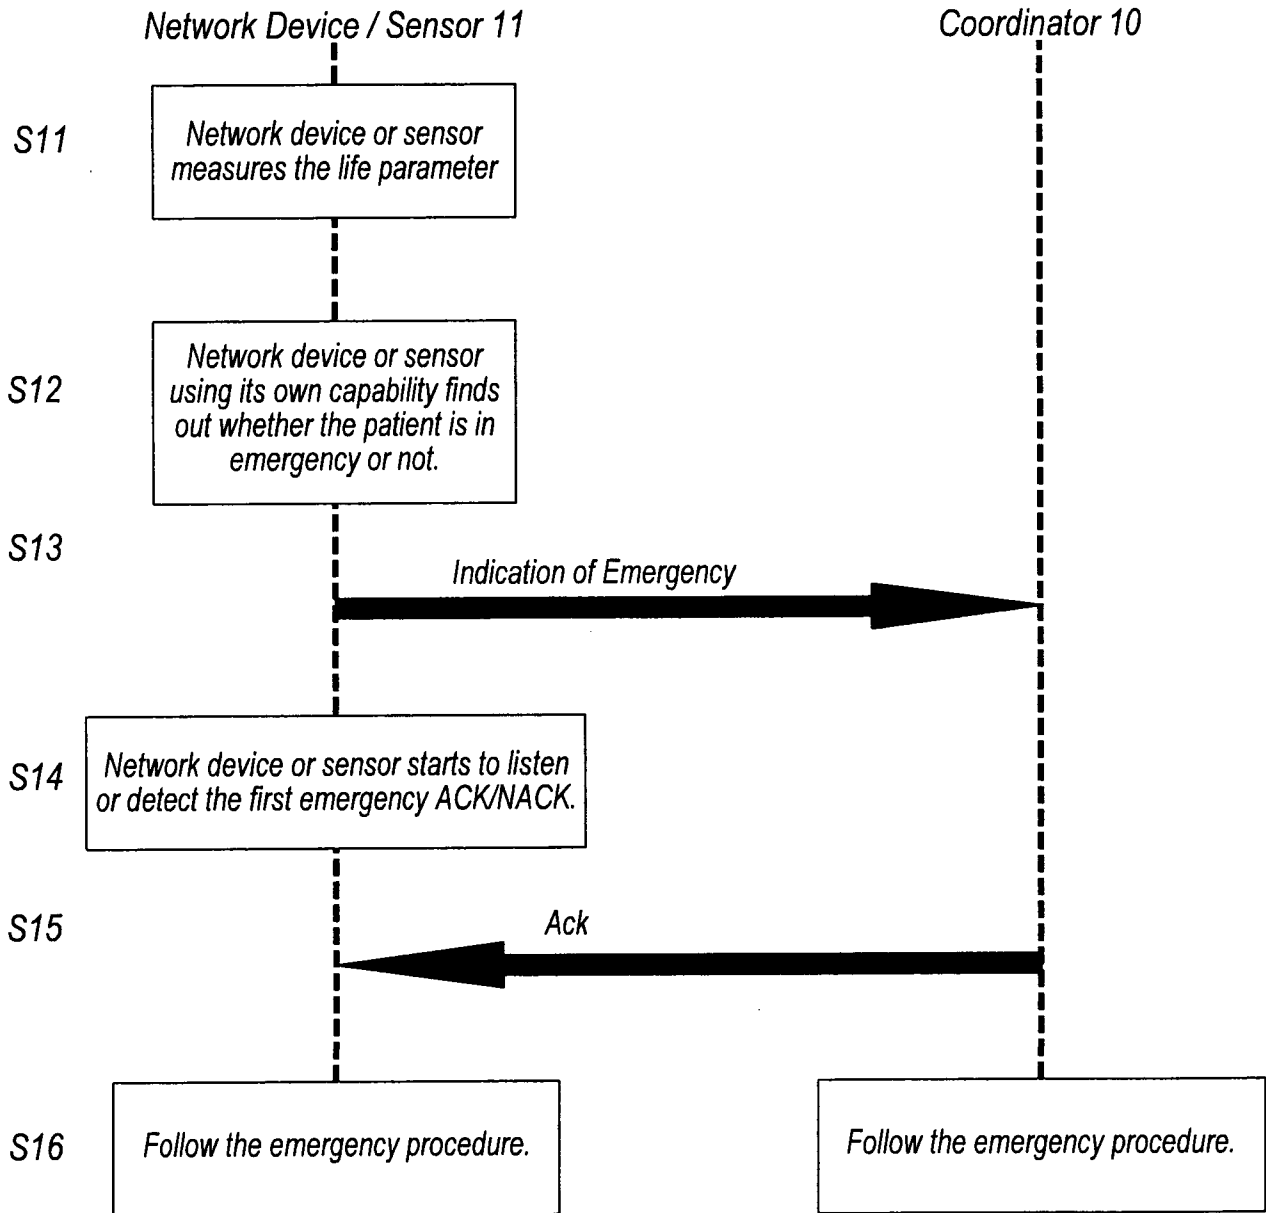 Network Device / Sensor 11
Coordinator 10
S11
Network device or sensor
measures the life parameter
S12
Network device or sensor
using its own capability finds
out whether the patient is in
emergency or not.
S13
Indication of Emergency
S14
Network device or sensor starts to listen
or detect the first emergency ACK/NACK.
S15
Ack
S16
Follow the emergency procedure.
Follow the emergency procedure.